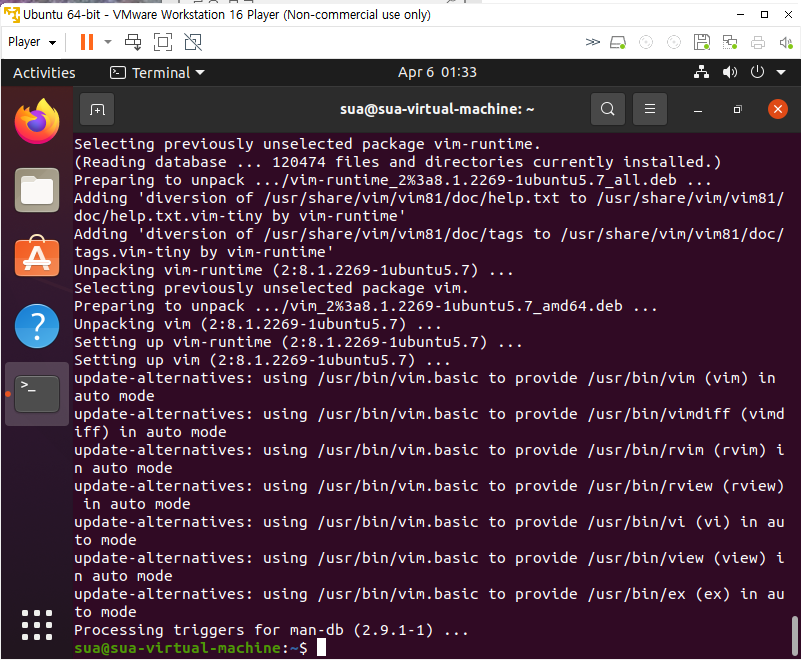 Ubuntu 64-bit - VMware Workstation 16 Player (Non-commercial use only)
Player
Activities
Terminal
Apr 6 01:33
sua@sua-virtual-machine: ~
Selecting previously unselected package vim-runtime.
(Reading database ... 120474 files and directories currently installed.)
Preparing to unpack .../vim-runtime_2%3a8.1.2269-1ubuntu5.7_all.deb ...
Adding 'diversion of /usr/share/vim/vim81/doc/help.txt to /usr/share/vim/vim81/
doc/help.txt.vim-tiny by vim-runtime'
Adding 'diversion of /usr/share/vim/vim81/doc/tags to /usr/share/vim/vim81/doc/
tags.vim-tiny by vim-runtime'
Unpacking vim-runtime (2:8.1.2269-1ubuntu5.7) ...
Selecting previously unselected package vim.
Preparing to unpack .../vim_2%3a8.1.2269-1ubuntu5.7_amd64.deb ...
Unpacking vim (2:8.1.2269-1ubuntu5.7) ...
Setting up vim-runtime (2:8.1.2269-1ubuntu5.7) ...
Setting up vim (2:8.1.2269-1ubuntu5.7) ...
update-alternatives: using /usr/bin/vim.basic to provide /usr/bin/vim (vim) in
auto mode
update-alternatives: using /usr/bin/vim.basic to provide /usr/bin/vimdiff (vimd
iff) in auto mode
update-alternatives: using /usr/bin/vim.basic to provide /usr/bin/rvim (rvim) i
n auto mode
update-alternatives: using /usr/bin/vim.basic to provide /usr/bin/rview (rview)
 in auto mode
update-alternatives: using /usr/bin/vim.basic to provide /usr/bin/vi (vi) in au
to mode
update-alternatives: using /usr/bin/vim.basic to provide /usr/bin/view (view) i
n auto mode
update-alternatives: using /usr/bin/vim.basic to provide /usr/bin/ex (ex) in au
to mode
Processing triggers for man-db (2.9.1-1) ...
sua@sua-virtual-machine:~$